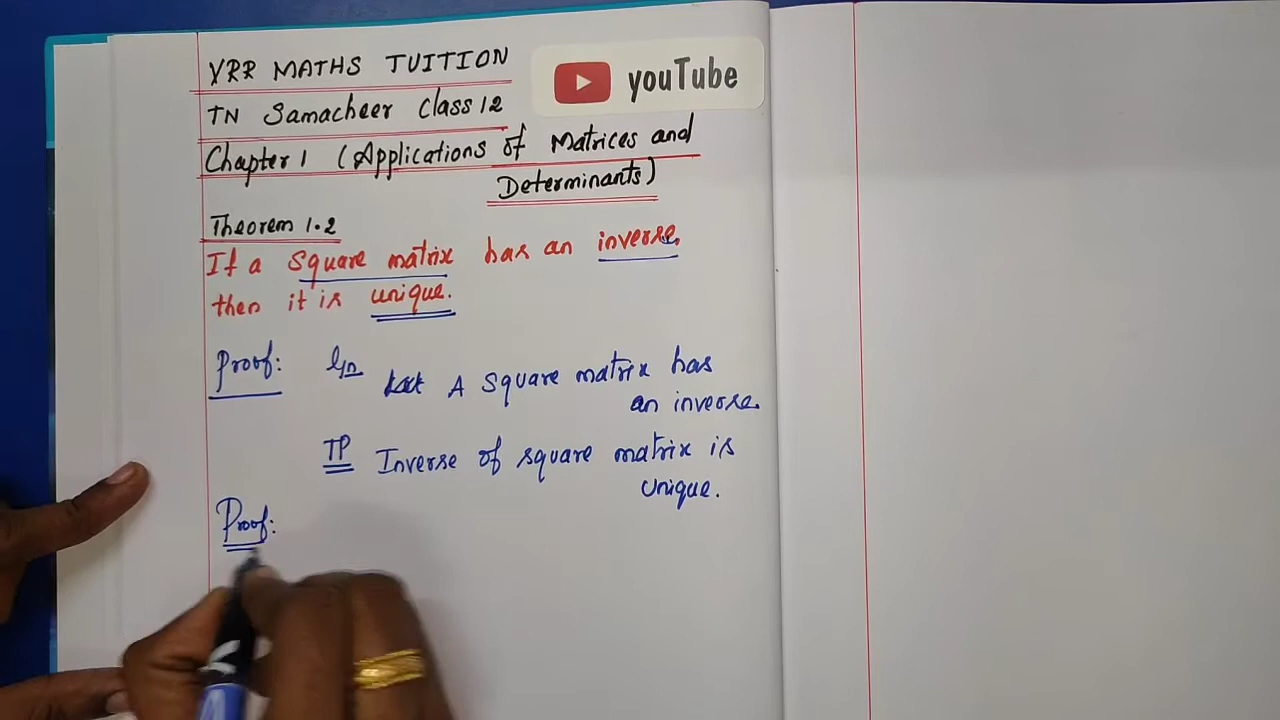 YRR MATHS TUITION
youTube
TN Samacheer Class 12
Chapter 1 (Applications of Matrices and
Determinants)
Theorem 1.2
If a square matrix has an inverse,
then it is unique.
Proof: Gn A square matrix has
an inverse.
TP Inverse of square matrix is
unique.
Proof: